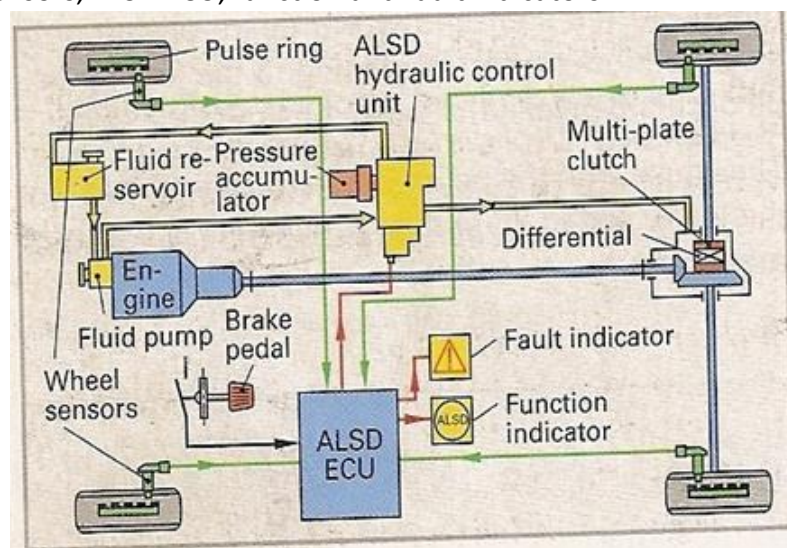 Pulse ring
ALSD
hydraulic control
unit
Fluid re-
servoir
Pressure
accumu-
lator
Multi-plate
clutch
Differential
En-
gine
Fluid pump
Brake
pedal
Wheel
sensors
Fault indicator
ALSD
Function
indicator
ALSD
ECU